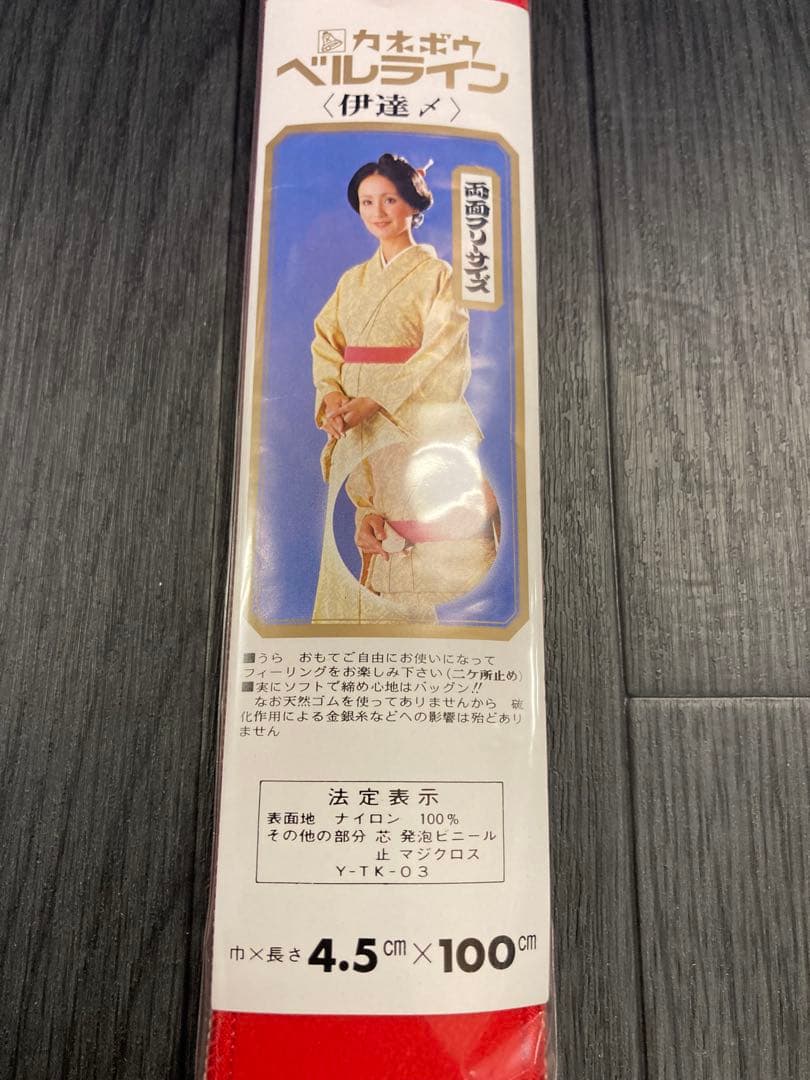 カネボウ
ベルライン
〈伊達〆〉
両面フリーサイズ
■うら おもてご自由にお使いになって
フィーリングをお楽しみ下さい(二ケ所止め)
■実にソフトで締め心地はバッグン!!
なお天然ゴムを使ってありませんから 硫
化作用による金銀糸などへの影響は殆どあり
ません
法定表示
表面地 ナイロン 100%
その他の部分 芯 発泡ビニール
止 マジクロス
Y-TK-03
巾×長さ 4.5cm×100cm